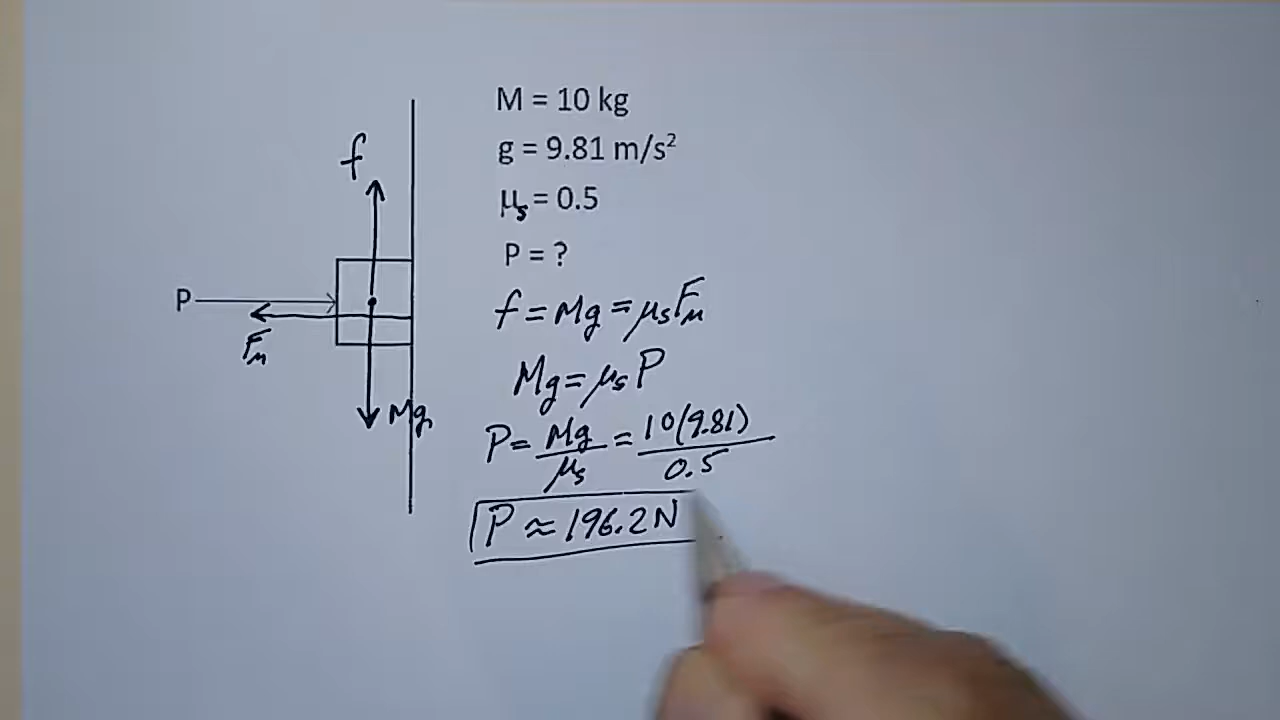 f
P
Fn
Mg
M = 10 kg
g = 9.81 m/s²
μs = 0.5
P = ?
f = Mg = μsFn
Mg = μsP
P = Mg/μs = 10(9.81)/0.5
P ≈ 196.2N